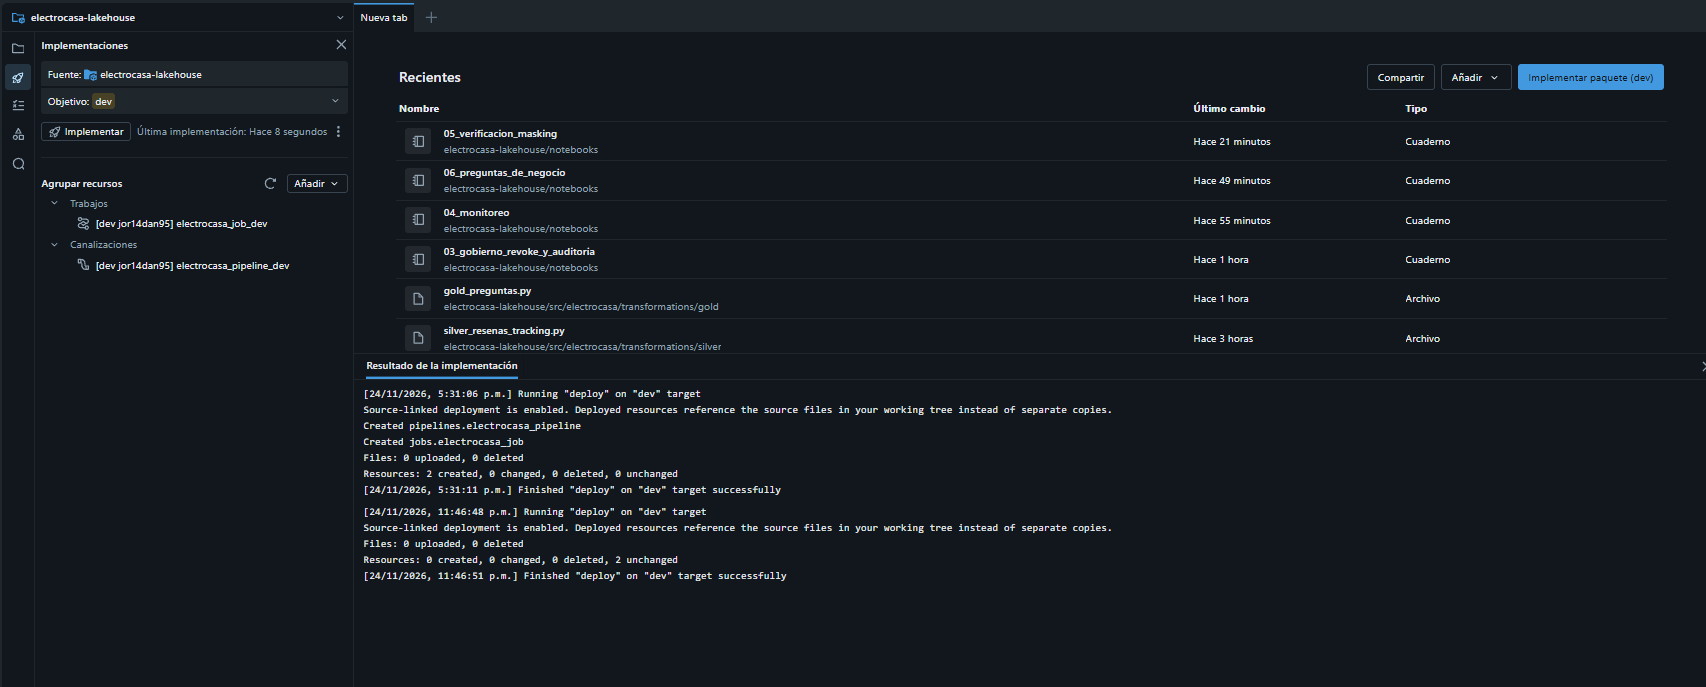 electrocasa-lakehouse
Implementaciones
Fuente: electrocasa-lakehouse
Objetivo: dev
Implementar Última implementación: Hace 8 segundos
Agrupar recursos Añadir
Trabajos
[dev jor14dan95] electrocasa_job_dev
Canalizaciones
[dev jor14dan95] electrocasa_pipeline_dev
Nueva tab
Recientes
Compartir Añadir Implementar paquete (dev)
Nombre Último cambio Tipo
05_verificacion_masking
electrocasa-lakehouse/notebooks
Hace 21 minutos Cuaderno
06_preguntas_de_negocio
electrocasa-lakehouse/notebooks
Hace 49 minutos Cuaderno
04_monitoreo
electrocasa-lakehouse/notebooks
Hace 55 minutos Cuaderno
03_gobierno_revoke_y_auditoria
electrocasa-lakehouse/notebooks
Hace 1 hora Cuaderno
gold_preguntas.py
electrocasa-lakehouse/src/electrocasa/transformations/gold
Hace 1 hora Archivo
silver_resenas_tracking.py
electrocasa-lakehouse/src/electrocasa/transformations/silver
Hace 3 horas Archivo
Resultado de la implementación
[24/11/2026, 5:31:06 p.m.] Running "deploy" on "dev" target
Source-linked deployment is enabled. Deployed resources reference the source files in your working tree instead of separate copies.
Created pipelines.electrocasa_pipeline
Created jobs.electrocasa_job
Files: 0 uploaded, 0 deleted
Resources: 2 created, 0 changed, 0 deleted, 0 unchanged
[24/11/2026, 5:31:11 p.m.] Finished "deploy" on "dev" target successfully
[24/11/2026, 11:46:48 p.m.] Running "deploy" on "dev" target
Source-linked deployment is enabled. Deployed resources reference the source files in your working tree instead of separate copies.
Files: 0 uploaded, 0 deleted
Resources: 0 created, 0 changed, 0 deleted, 2 unchanged
[24/11/2026, 11:46:51 p.m.] Finished "deploy" on "dev" target successfully